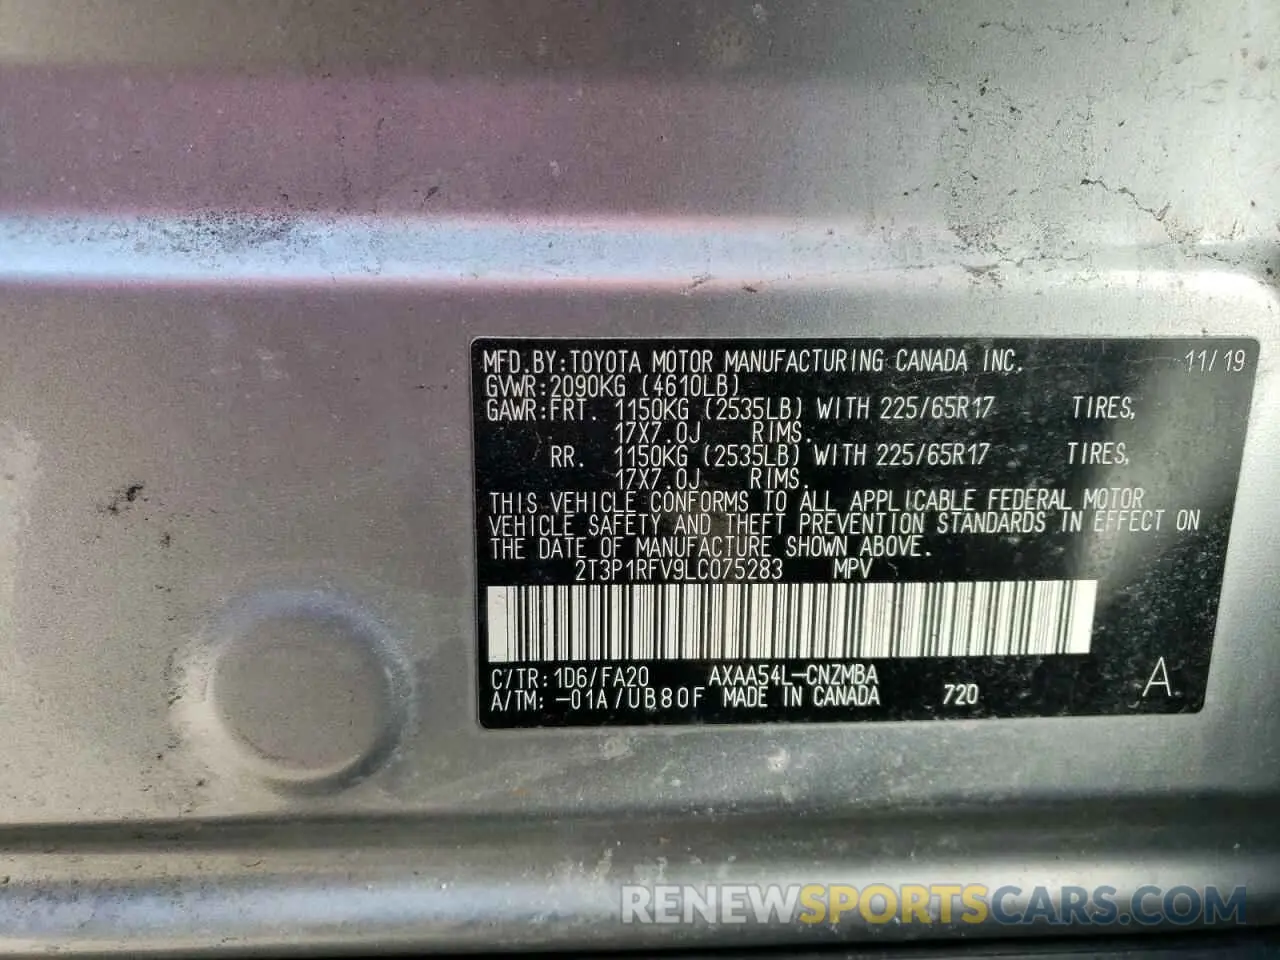 MFD.BY:TOYOTA MOTOR MANUFACTURING CANADA INC. 11/19
GVWR:2090KG (4610LB)
GAWR:FRT. 1150KG (2535LB) WITH 225/65R17 TIRES,
17X7.0J RIMS.
RR. 1150KG (2535LB) WITH 225/65R17 TIRES,
17X7.0J RIMS.
THIS VEHICLE CONFORMS TO ALL APPLICABLE FEDERAL MOTOR
VEHICLE SAFETY AND THEFT PREVENTION STANDARDS IN EFFECT ON
THE DATE OF MANUFACTURE SHOWN ABOVE.
2T3P1RFV9LC075283 MPV
C/TR:1D6/FA20 AXAA54L-CNZMBA
A/TM:-01A/UB80F MADE IN CANADA 720 A
RENEWSPORTSCARS.COM